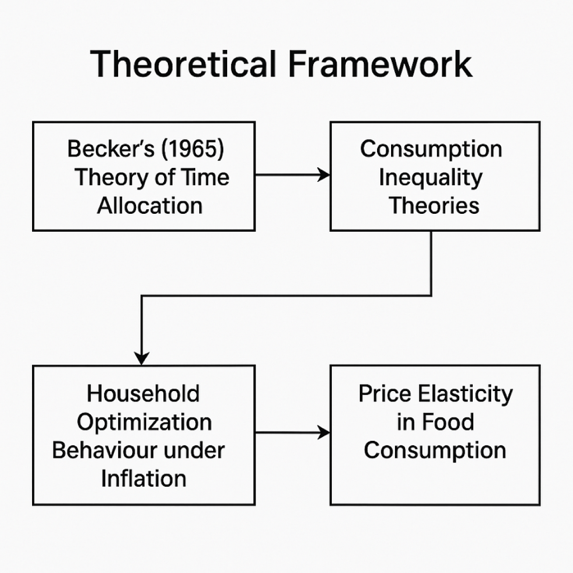 Theoretical Framework
Becker's (1965)
Theory of Time
Allocation
Consumption
Inequality
Theories
Household
Optimization
Behaviour under
Inflation
Price Elasticity
in Food
Consumption